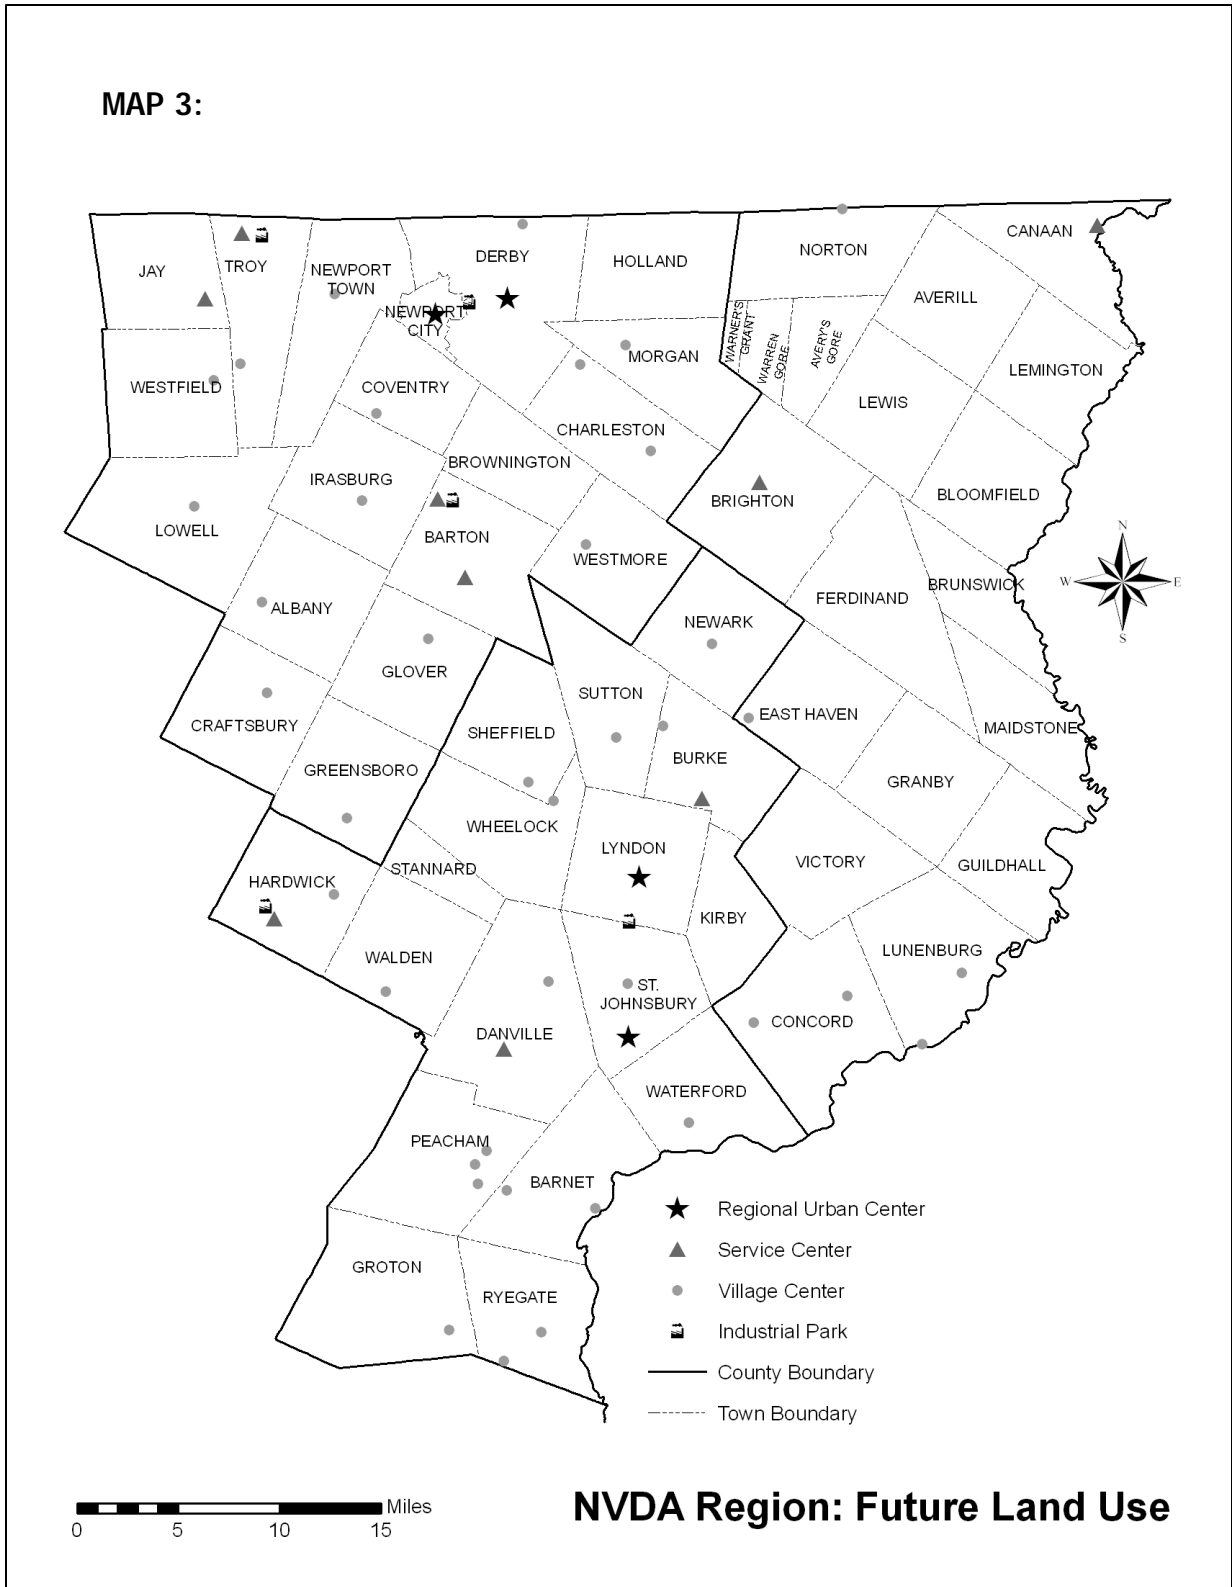 MAP 3:
CANAAN
NORTON
DERBY
HOLLAND
JAY
TROY
NEWPORT
TOWN
AVERILL
NEWPORT
CITY
WARNER'S
GRANT
WARREN
GORE
AVERY'S
GORE
MORGAN
LEMINGTON
WESTFIELD
COVENTRY
LEWIS
CHARLESTON
BROWNINGTON
IRASBURG
BRIGHTON
BLOOMFIELD
LOWELL
BARTON
WESTMORE
N
W
E
S
BRUNSWICK
FERDINAND
ALBANY
NEWARK
GLOVER
SUTTON
EAST HAVEN
CRAFTSBURY
SHEFFIELD
MAIDSTONE
BURKE
GREENSBORO
GRANBY
WHEELOCK
LYNDON
VICTORY
GUILDHALL
STANNARD
HARDWICK
KIRBY
WALDEN
LUNENBURG
ST.
JOHNSBURY
CONCORD
DANVILLE
WATERFORD
PEACHAM
BARNET
GROTON
RYEGATE
Regional Urban Center
Service Center
Village Center
Industrial Park
County Boundary
Town Boundary
Miles
0 5 10 15
NVDA Region: Future Land Use